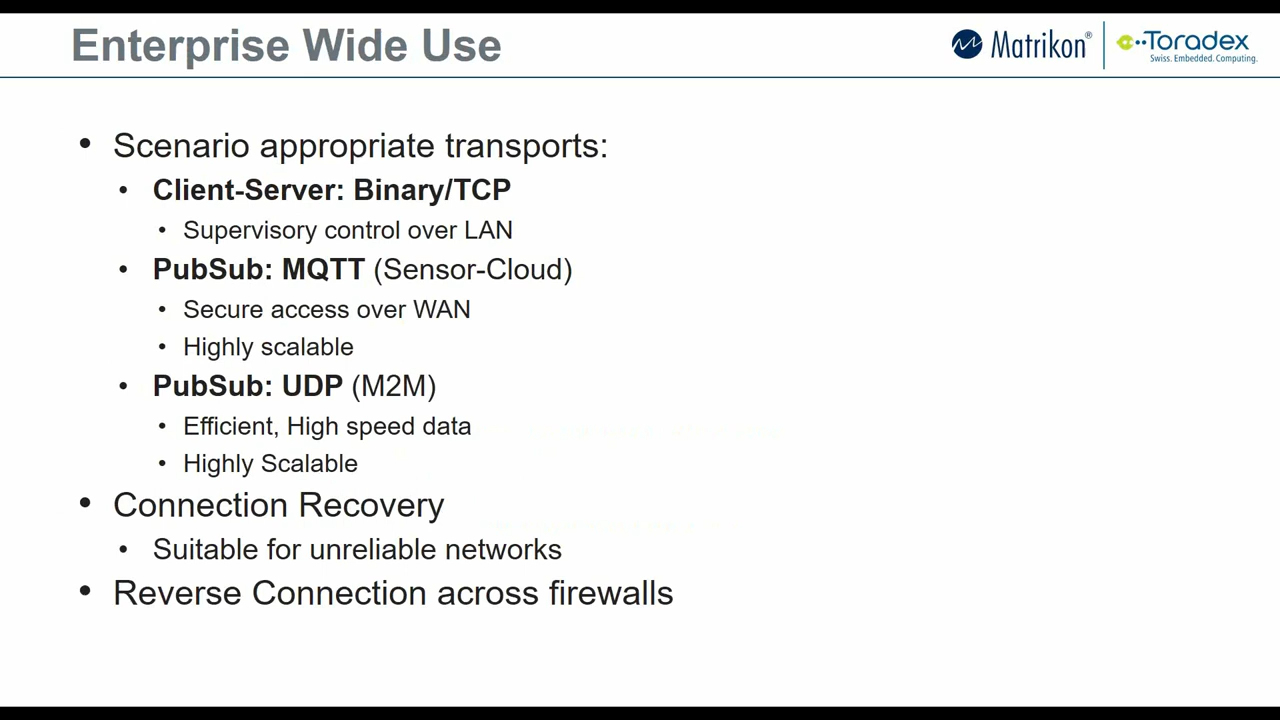 Enterprise Wide Use
Matrikon®
Toradex
Swiss. Embedded. Computing.
• Scenario appropriate transports:
• Client-Server: Binary/TCP
• Supervisory control over LAN
• PubSub: MQTT (Sensor-Cloud)
• Secure access over WAN
• Highly scalable
• PubSub: UDP (M2M)
• Efficient, High speed data
• Highly Scalable
• Connection Recovery
• Suitable for unreliable networks
• Reverse Connection across firewalls